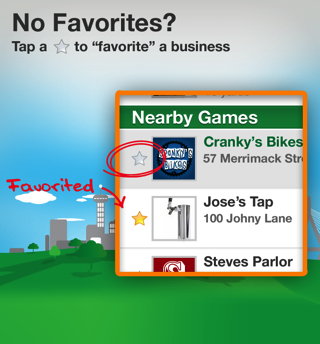 No Favorites?
Tap a ☆ to “favorite” a business
Nearby Games
Cranky's Bikes
CRANKY'S
BIKES
57 Merrimack Str
Favorited
Jose's Tap
100 Johny Lane
Steves Parlor